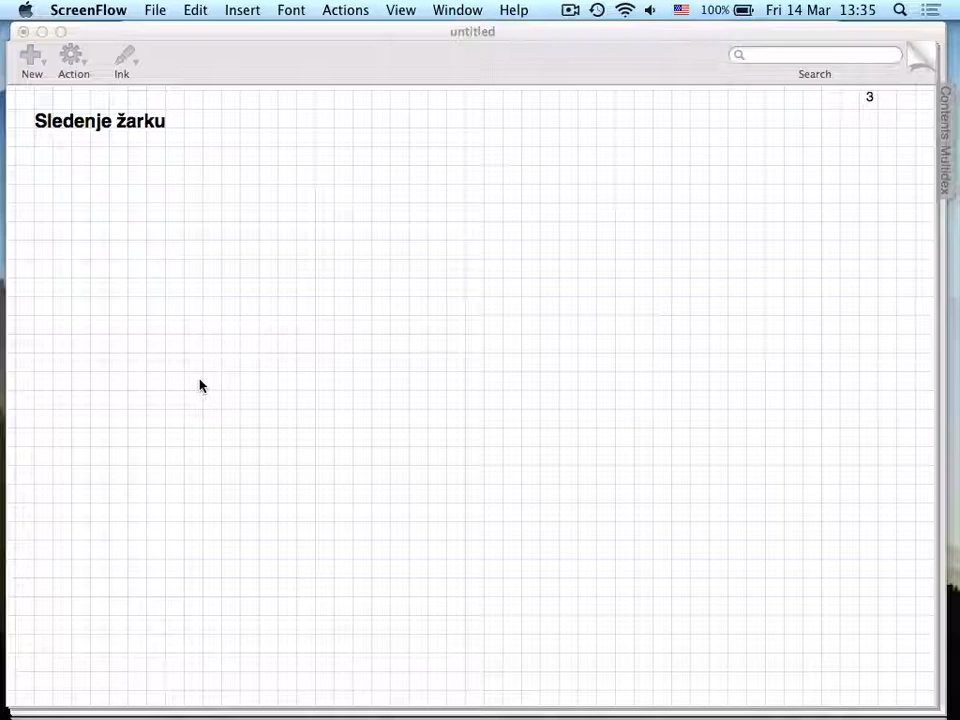 ScreenFlow File Edit Insert Font Actions View Window Help 100% Fri 14 Mar 13:35
untitled
New Action Ink Search
3
Sledenje žarku
Contents Multidex